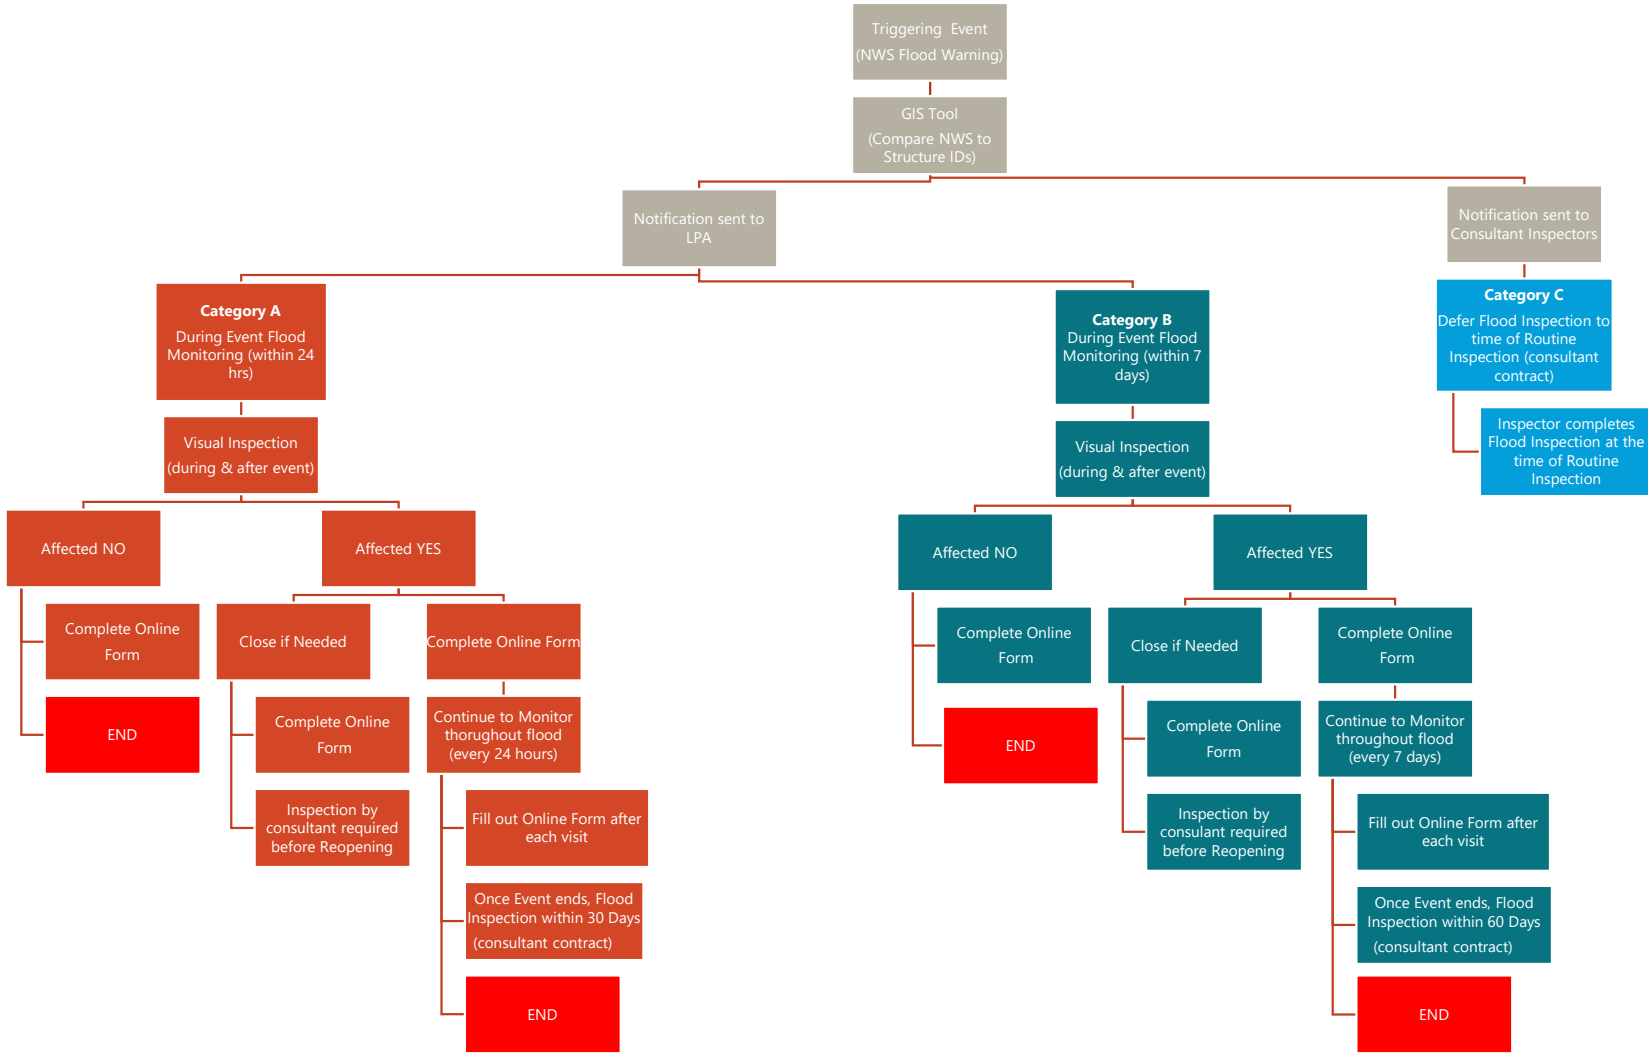 Triggering  Event
(NWS Flood Warning)
GIS Tool
(Compare NWS to
Structure IDs)
Notification sent to
LPA
Notification sent to
Consultant Inspectors
Category A
During Event Flood
Monitoring (within 24
hrs)
Visual Inspection
(during & after event)
Affected NO
Complete Online
Form
END
Affected YES
Close if Needed
Complete Online
Form
Inspection by
consultant required
before Reopening
Complete Online Form
Continue to Monitor
thorughout flood
(every 24 hours)
Fill out Online Form after
each visit
Once Event ends, Flood
Inspection within 30 Days
(consultant contract)
END
Category B
During Event Flood
Monitoring (within 7
days)
Visual Inspection
(during & after event)
Affected NO
Complete Online
Form
END
Affected YES
Close if Needed
Complete Online
Form
Inspection by
consulant required
before Reopening
Complete Online
Form
Continue to Monitor
throughout flood
(every 7 days)
Fill out Online Form after
each visit
Once Event ends, Flood
Inspection within 60 Days
(consultant contract)
END
Category C
Defer Flood Inspection to
time of Routine
Inspection (consultant
contract)
Inspector completes
Flood Inspection at the
time of Routine
Inspection